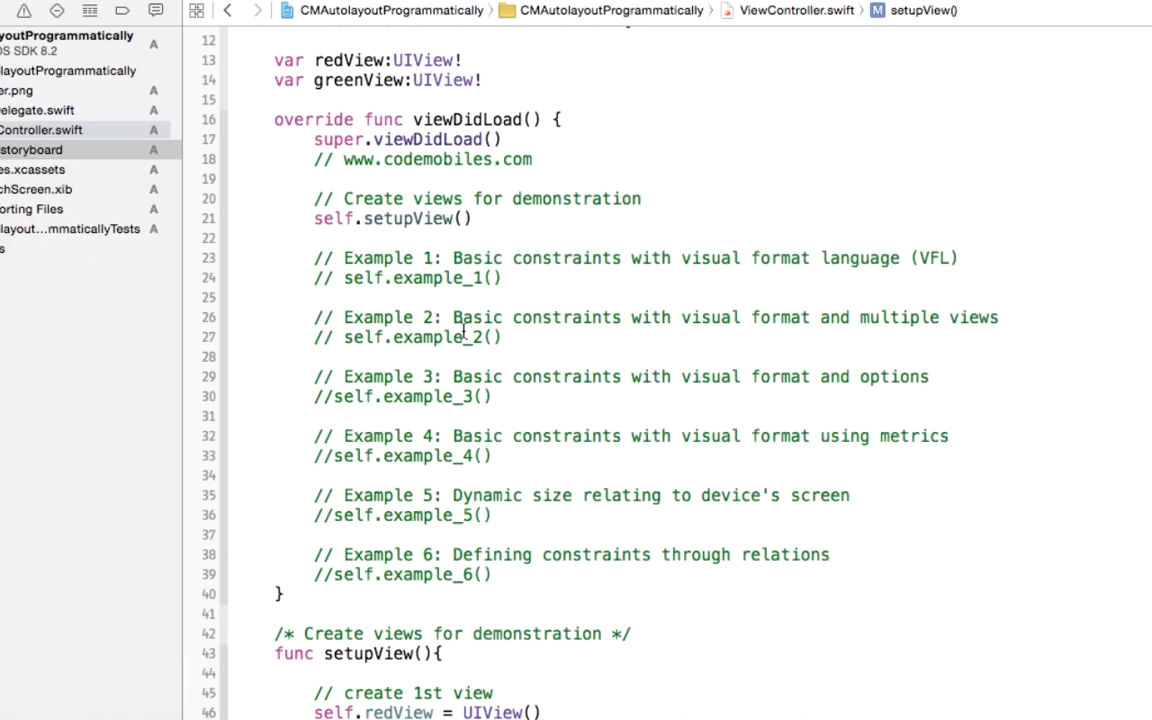 CMAutolayoutProgrammatically CMAutolayoutProgrammatically ViewController.swift M setupView()
youtProgrammatically A
OS SDK 8.2
layoutProgrammatically A
er.png A
elegate.swift A
Controller.swift A
storyboard A
es.xcassets A
chScreen.xib A
orting Files A
layout...mmaticallyTests A
s
12
13 var redView:UIView!
14 var greenView:UIView!
15
16 override func viewDidLoad() {
17 super.viewDidLoad()
18 // www.codemobiles.com
19
20 // Create views for demonstration
21 self.setupView()
22
23 // Example 1: Basic constraints with visual format language (VFL)
24 // self.example_1()
25
26 // Example 2: Basic constraints with visual format and multiple views
27 // self.example_2()
28
29 // Example 3: Basic constraints with visual format and options
30 //self.example_3()
31
32 // Example 4: Basic constraints with visual format using metrics
33 //self.example_4()
34
35 // Example 5: Dynamic size relating to device's screen
36 //self.example_5()
37
38 // Example 6: Defining constraints through relations
39 //self.example_6()
40 }
41
42 /* Create views for demonstration */
43 func setupView(){
44
45 // create 1st view
46 self.redView = UIView()